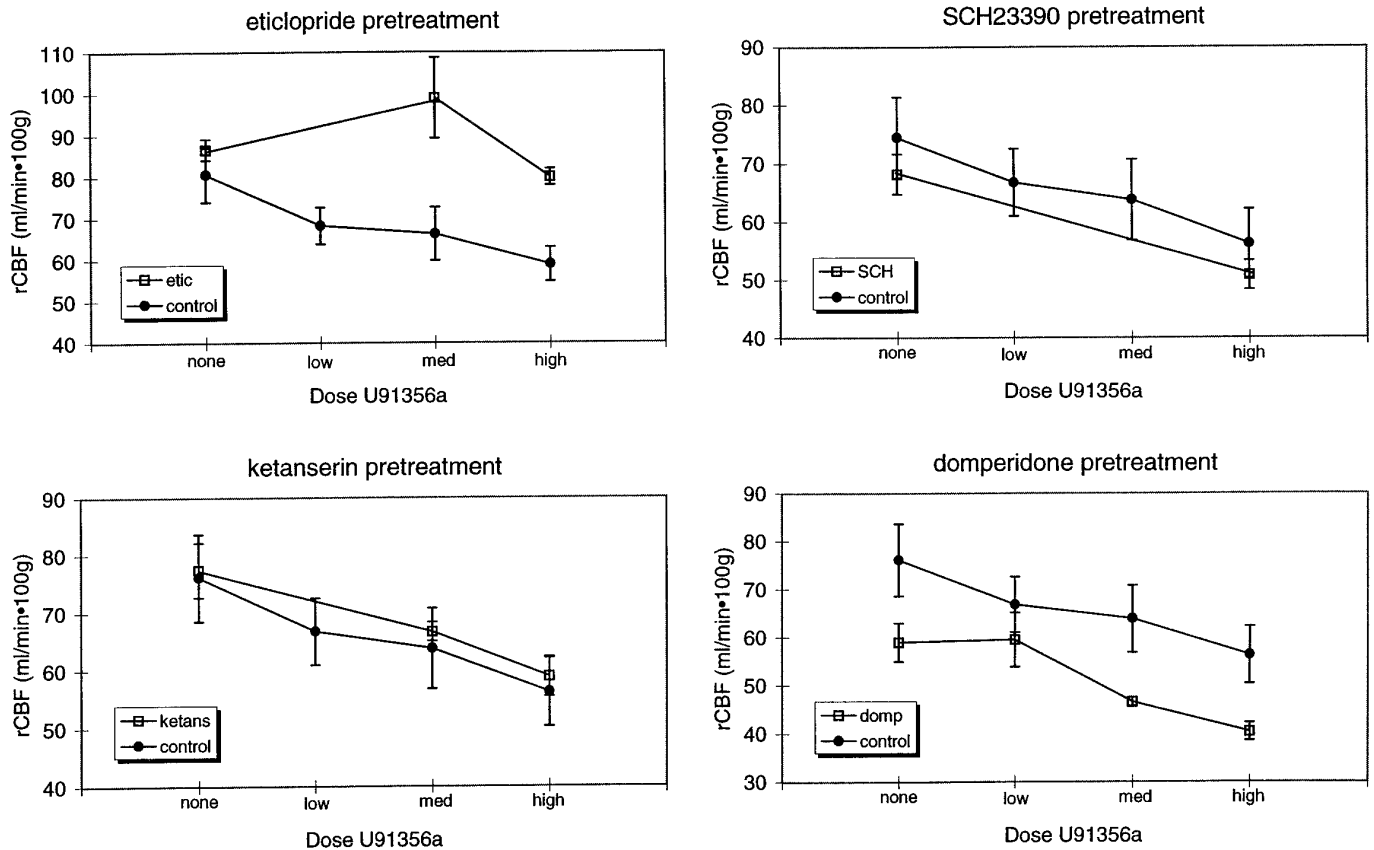 eticlopride pretreatment
110
100
90
80
70
60
50
40
rCBF (ml/min•100g)
etic
control
none low med high
Dose U91356a
SCH23390 pretreatment
90
80
70
60
50
40
rCBF (ml/min•100g)
SCH
control
none low med high
Dose U91356a
ketanserin pretreatment
90
80
70
60
50
40
rCBF (ml/min•100g)
ketans
control
none low med high
Dose U91356a
domperidone pretreatment
90
80
70
60
50
40
30
rCBF (ml/min•100g)
domp
control
none low med high
Dose U91356a